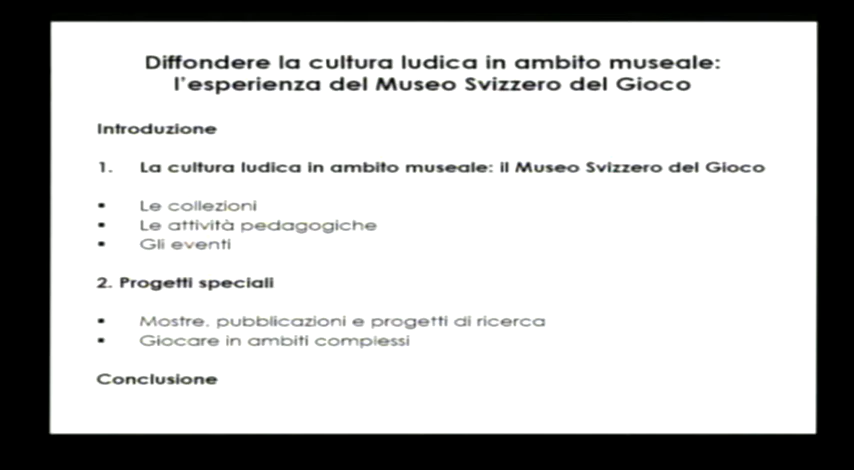 Diffondere la cultura ludica in ambito museale:
l'esperienza del Museo Svizzero del Gioco
Introduzione
1. La cultura ludica in ambito museale: il Museo Svizzero del Gioco
▪ Le collezioni
▪ Le attività pedagogiche
▪ Gli eventi
2. Progetti speciali
▪ Mostre, pubblicazioni e progetti di ricerca
▪ Giocare in ambiti complessi
Conclusione